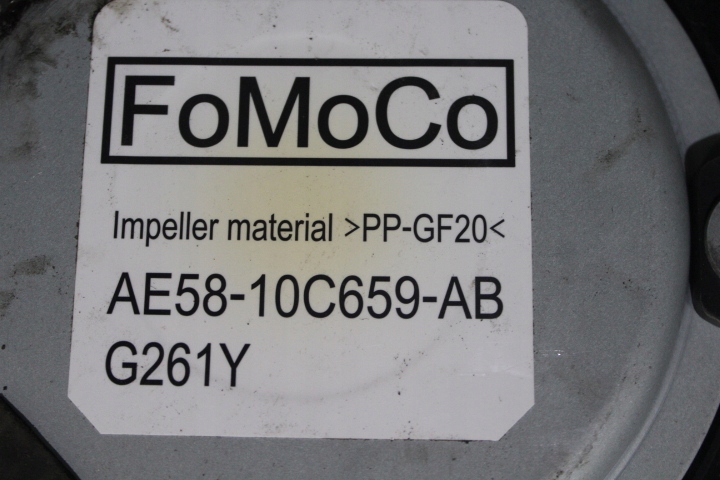 FoMoCo
Impeller material >PP-GF20<
AE58-10C659-AB
G261Y